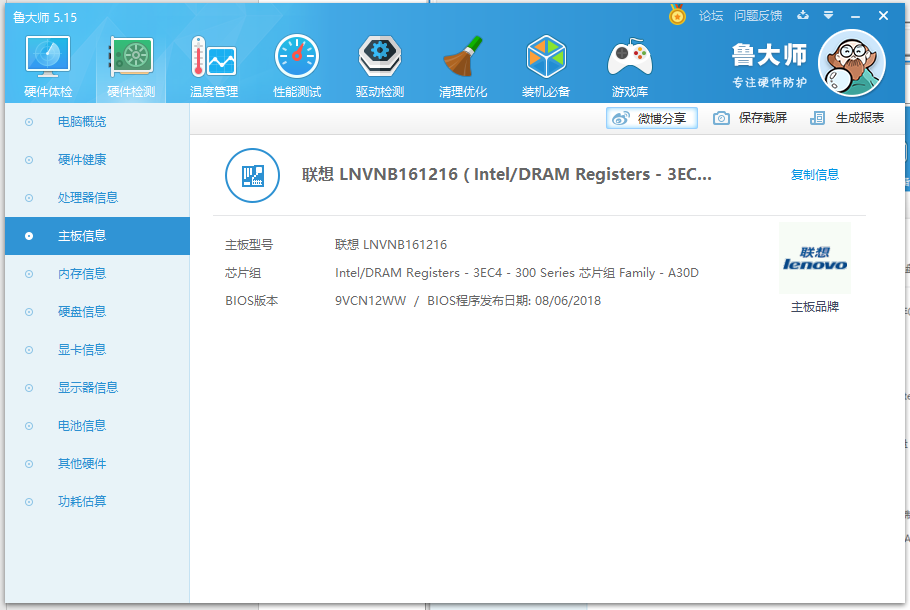 鲁大师 5.15
论坛 问题反馈
硬件体检 硬件检测 温度管理 性能测试 驱动检测 清理优化 装机必备 游戏库
鲁大师
专注硬件防护
微博分享 保存截屏 生成报表
电脑概览
硬件健康
处理器信息
主板信息
内存信息
硬盘信息
显卡信息
显示器信息
电池信息
其他硬件
功耗估算
联想 LNVNB161216 ( Intel/DRAM Registers - 3EC...
复制信息
主板型号 联想 LNVNB161216
芯片组 Intel/DRAM Registers - 3EC4 - 300 Series 芯片组 Family - A30D
BIOS版本 9VCN12WW / BIOS程序发布日期: 08/06/2018
联想
lenovo
主板品牌